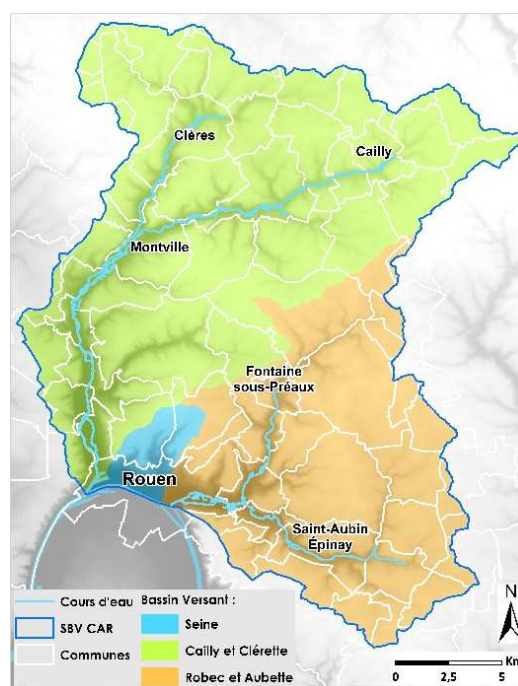 Clères
Cailly
Montville
Fontaine
sous-Préaux
Rouen
Saint-Aubin
Épinay
Cours d'eau
SBV CAR
Communes
Bassin Versant :
Seine
Cailly et Clérette
Robec et Aubette
N
0 2,5 5 Km